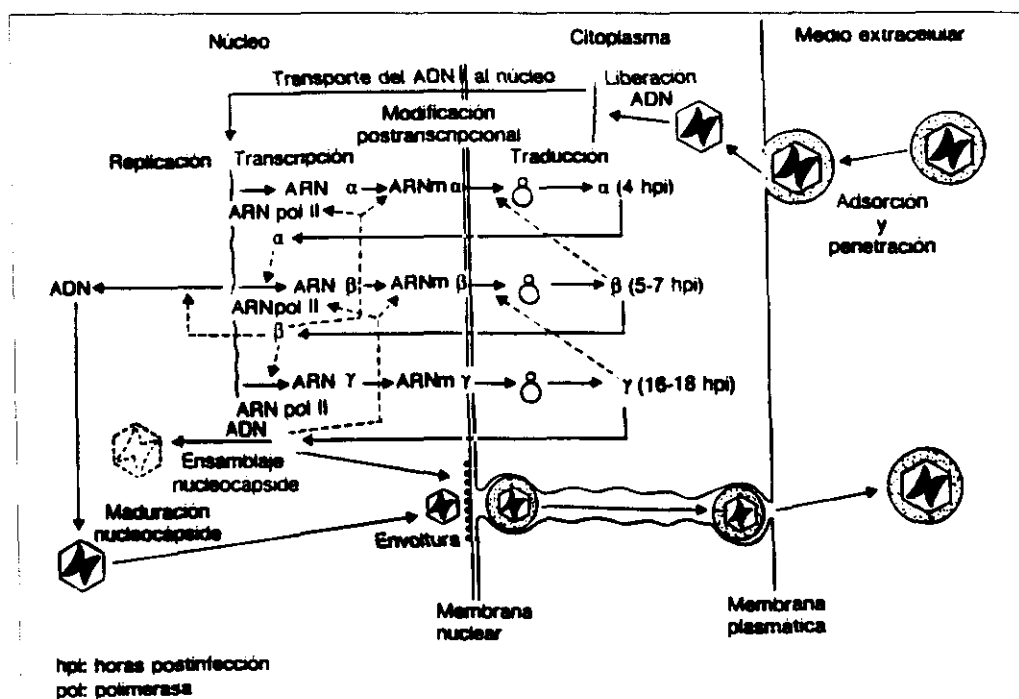 Núcleo
Citoplasma
Medio extracelular
Transporte del ADN al núcleo
Liberación
ADN
Modificación
postranscripcional
Replicación
Transcripción
Traducción
ARN α
ARNm α
α (4 hpi)
ARN pol II
Adsorción
y
penetración
α
ADN
ARN β
ARNm β
β (5-7 hpi)
ARN pol II
β
ARN γ
ARNm γ
γ (16-18 hpi)
ARN pol II
ADN
Ensamblaje
nucleocápside
Maduración
nucleocápside
Envoltura
Membrana
nuclear
Membrana
plasmática
hpi: horas postinfección
pol: polimerasa